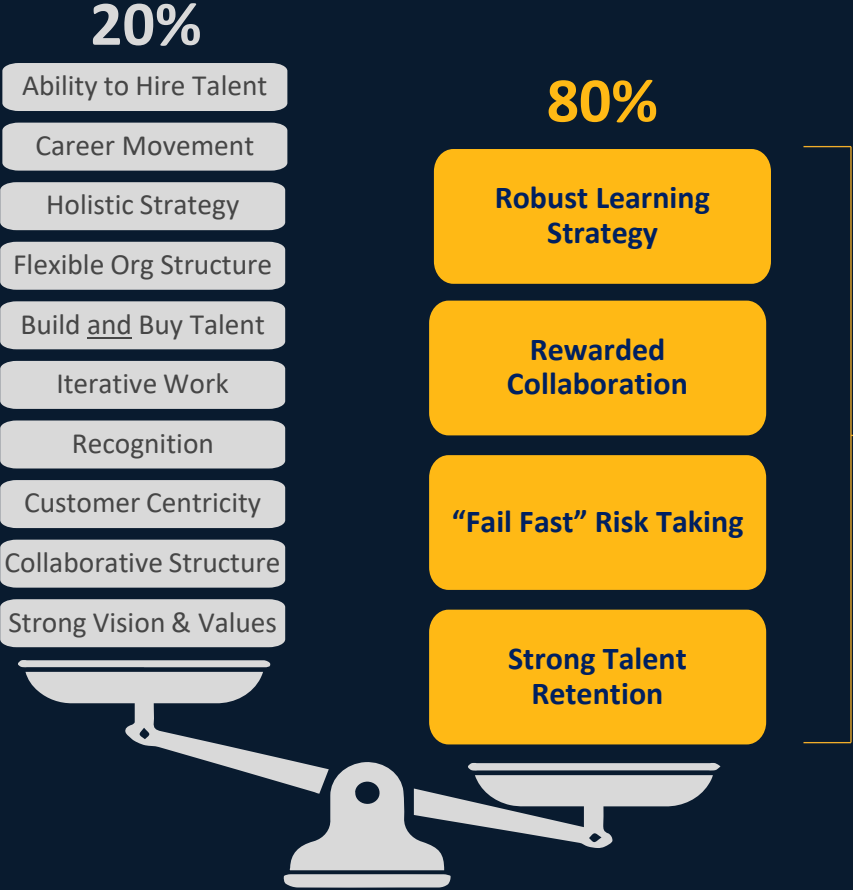 20%
Ability to Hire Talent
Career Movement
Holistic Strategy
Flexible Org Structure
Build and Buy Talent
Iterative Work
Recognition
Customer Centricity
Collaborative Structure
Strong Vision & Values
80%
Robust Learning
Strategy
Rewarded
Collaboration
“Fail Fast” Risk Taking
Strong Talent
Retention